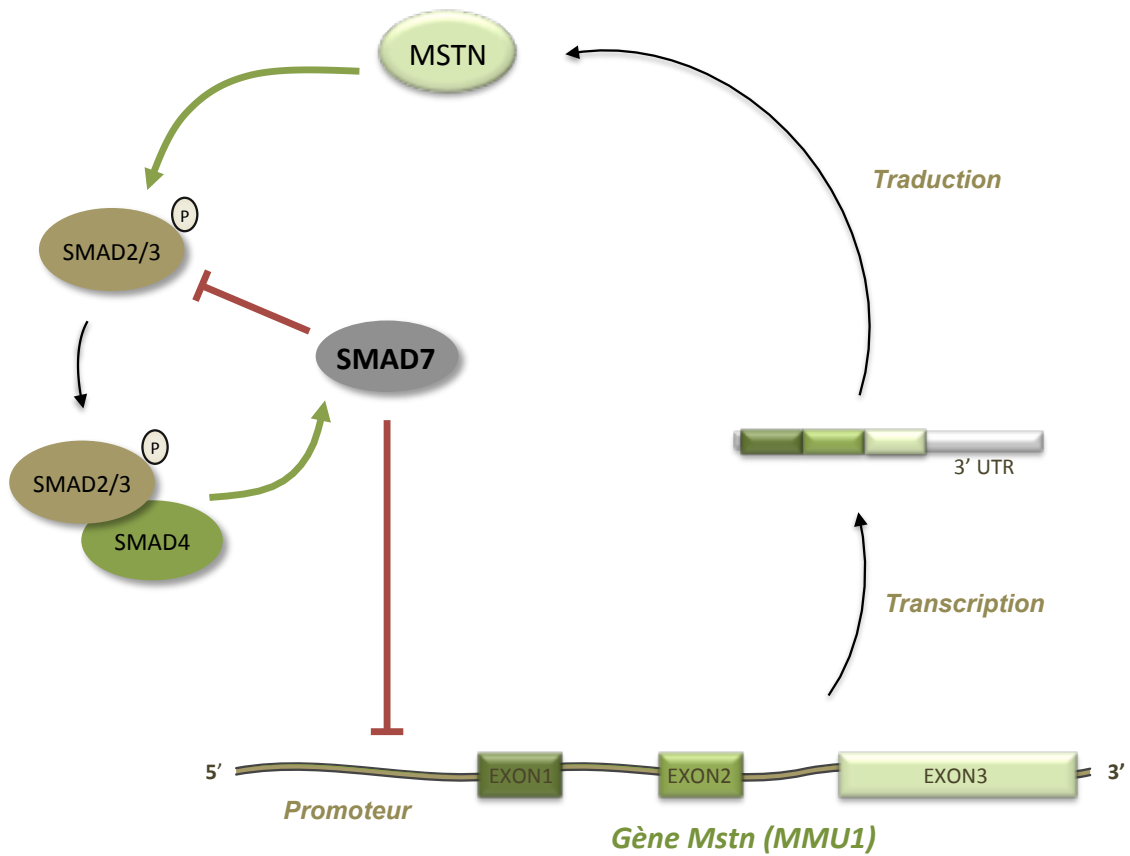 MSTN
Traduction
P
SMAD2/3
SMAD7
P
SMAD2/3
SMAD4
3’ UTR
Transcription
5’
EXON1
EXON2
EXON3
3’
Promoteur
Gène Mstn (MMU1)